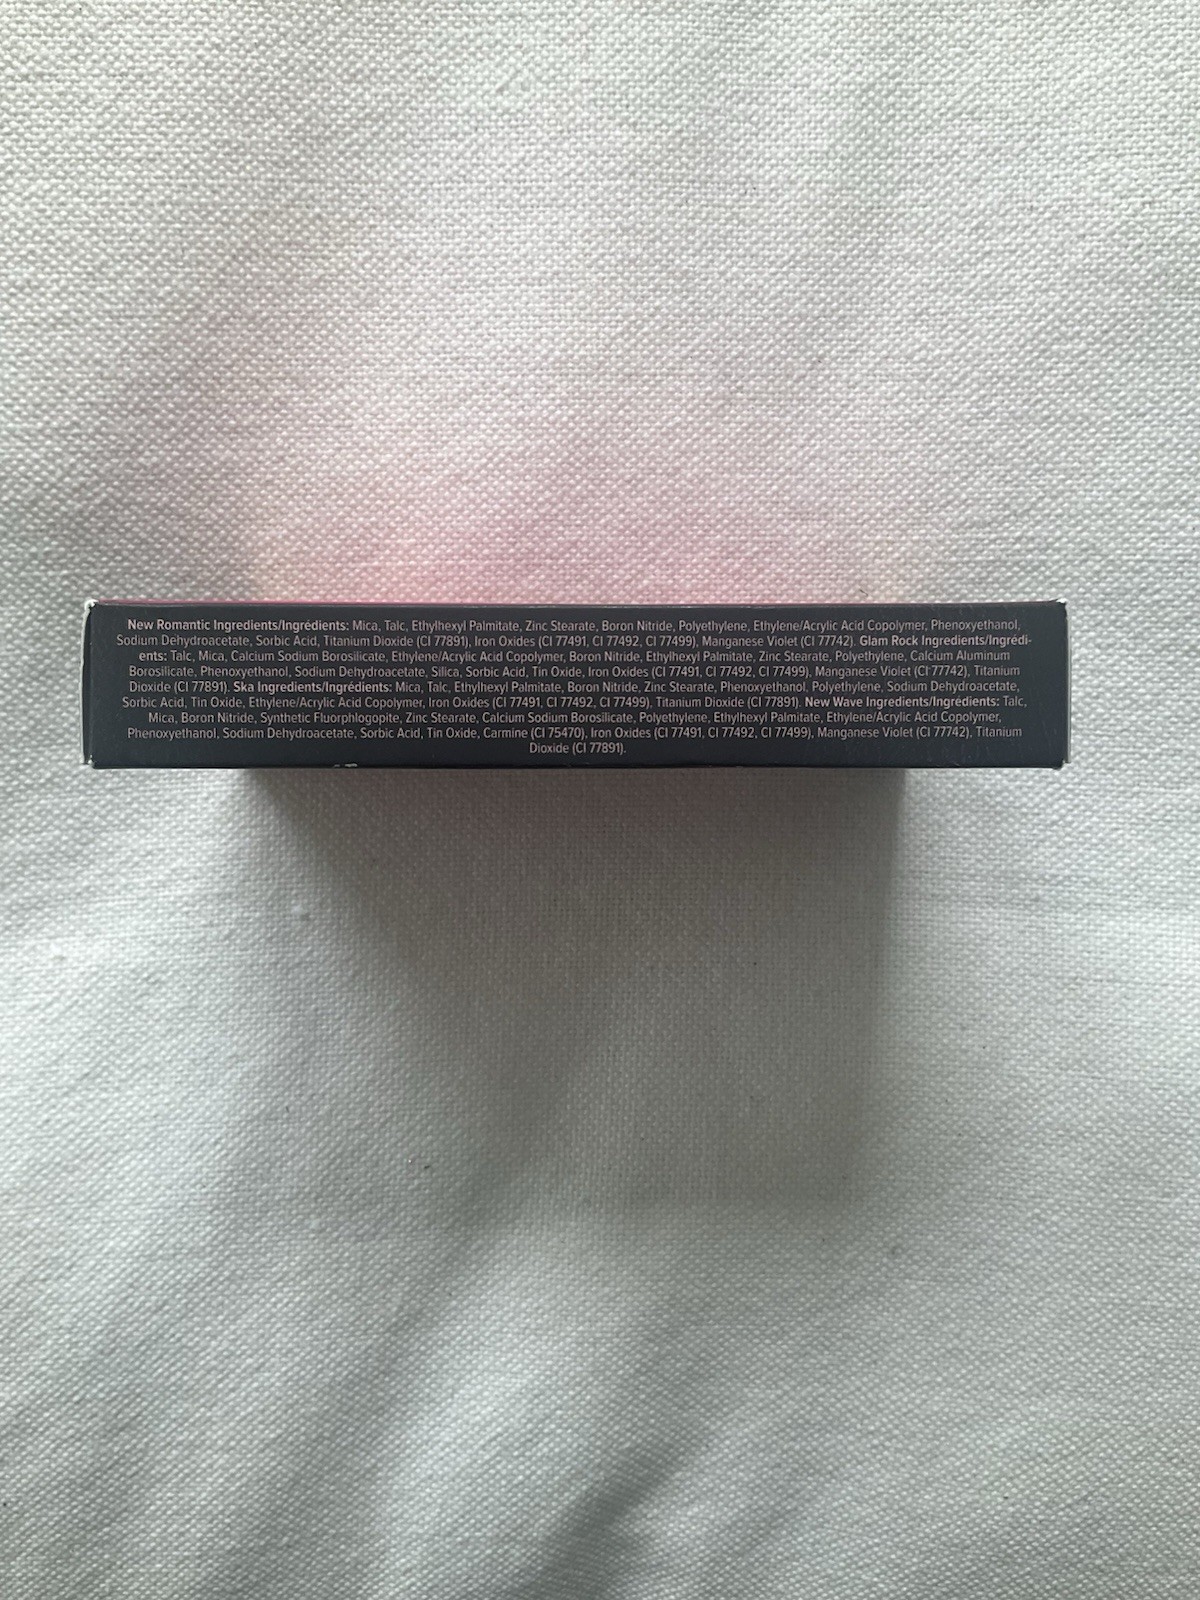 New Romantic Ingredients/Ingrédients: Mica, Talc, Ethylhexyl Palmitate, Zinc Stearate, Boron Nitride, Polyethylene, Ethylene/Acrylic Acid Copolymer, Phenoxyethanol,
Sodium Dehydroacetate, Sorbic Acid, Titanium Dioxide (CI 77891), Iron Oxides (CI 77491, CI 77492, CI 77499), Manganese Violet (CI 77742). Glam Rock Ingredients/Ingrédi-
ents: Talc, Mica, Calcium Sodium Borosilicate, Ethylene/Acrylic Acid Copolymer, Boron Nitride, Ethylhexyl Palmitate, Zinc Stearate, Polyethylene, Calcium Aluminum
Borosilicate, Phenoxyethanol, Sodium Dehydroacetate, Silica, Sorbic Acid, Tin Oxide, Iron Oxides (CI 77491, CI 77492, CI 77499), Manganese Violet (CI 77742), Titanium
Dioxide (CI 77891). Ska Ingredients/Ingrédients: Mica, Talc, Ethylhexyl Palmitate, Boron Nitride, Zinc Stearate, Phenoxyethanol, Polyethylene, Sodium Dehydroacetate,
Sorbic Acid, Tin Oxide, Ethylene/Acrylic Acid Copolymer, Iron Oxides (CI 77491, CI 77492, CI 77499), Titanium Dioxide (CI 77891). New Wave Ingredients/Ingrédients: Talc,
Mica, Boron Nitride, Synthetic Fluorphlogopite, Zinc Stearate, Calcium Sodium Borosilicate, Polyethylene, Ethylhexyl Palmitate, Ethylene/Acrylic Acid Copolymer,
Phenoxyethanol, Sodium Dehydroacetate, Sorbic Acid, Tin Oxide, Carmine (CI 75470), Iron Oxides (CI 77491, CI 77492, CI 77499), Manganese Violet (CI 77742), Titanium
Dioxide (CI 77891).